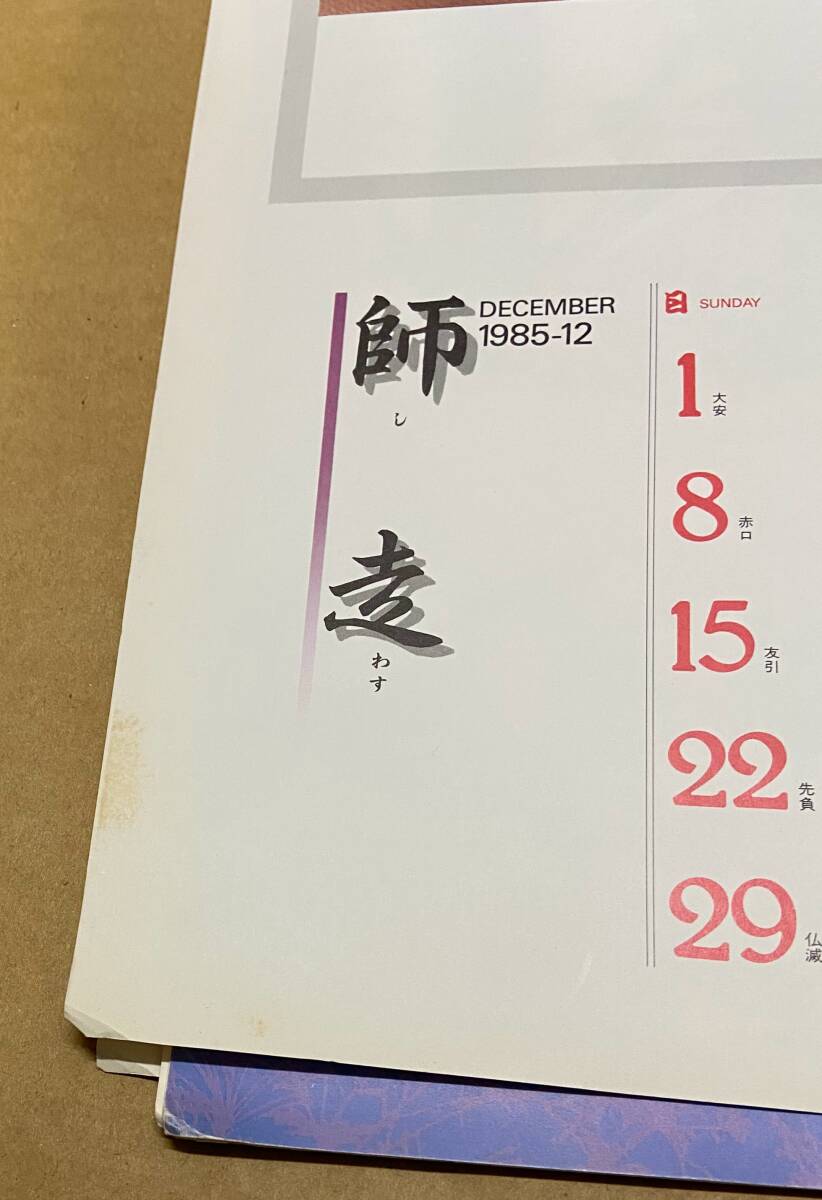 師
し
走
わす
DECEMBER
1985-12
日 SUNDAY
1 大安
8 赤口
15 友引
22 先負
29 仏滅